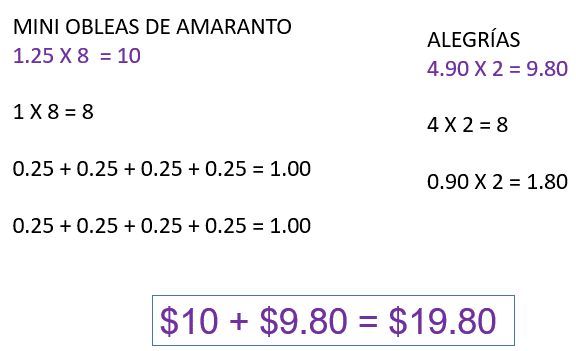 MINI OBLEAS DE AMARANTO
1.25 X 8  = 10
1 X 8 = 8
0.25 + 0.25 + 0.25 + 0.25 = 1.00
0.25 + 0.25 + 0.25 + 0.25 = 1.00
ALEGRÍAS
4.90 X 2 = 9.80
4 X 2 = 8
0.90 X 2 = 1.80
$10 + $9.80 = $19.80